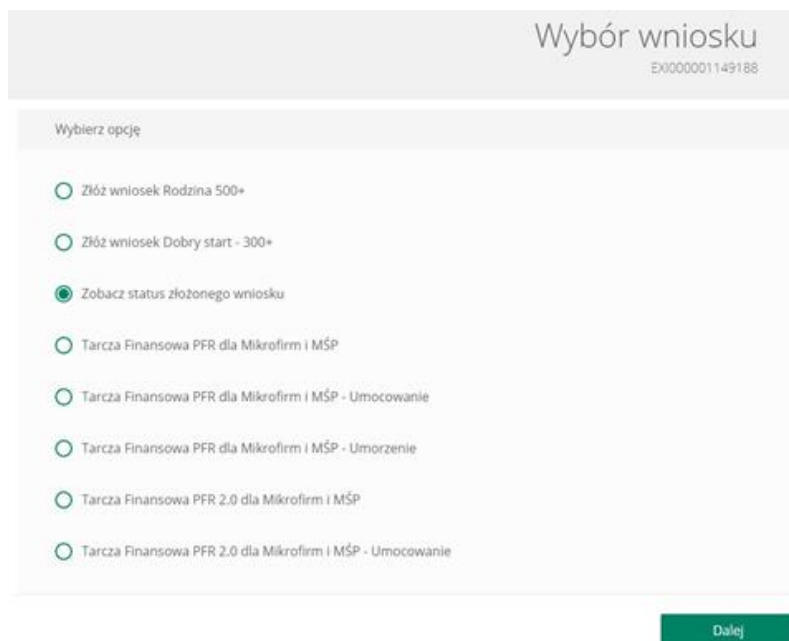 Wybór wniosku
EXI000001149188
Wybierz opcję
Złóż wniosek Rodzina 500+
Złóż wniosek Dobry start - 300+
Zobacz status złożonego wniosku
Tarcza Finansowa PFR dla Mikrofirm i MŚP
Tarcza Finansowa PFR dla Mikrofirm i MŚP - Umocowanie
Tarcza Finansowa PFR dla Mikrofirm i MŚP - Umorzenie
Tarcza Finansowa PFR 2.0 dla Mikrofirm i MŚP
Tarcza Finansowa PFR 2.0 dla Mikrofirm i MŚP - Umocowanie
Dalej